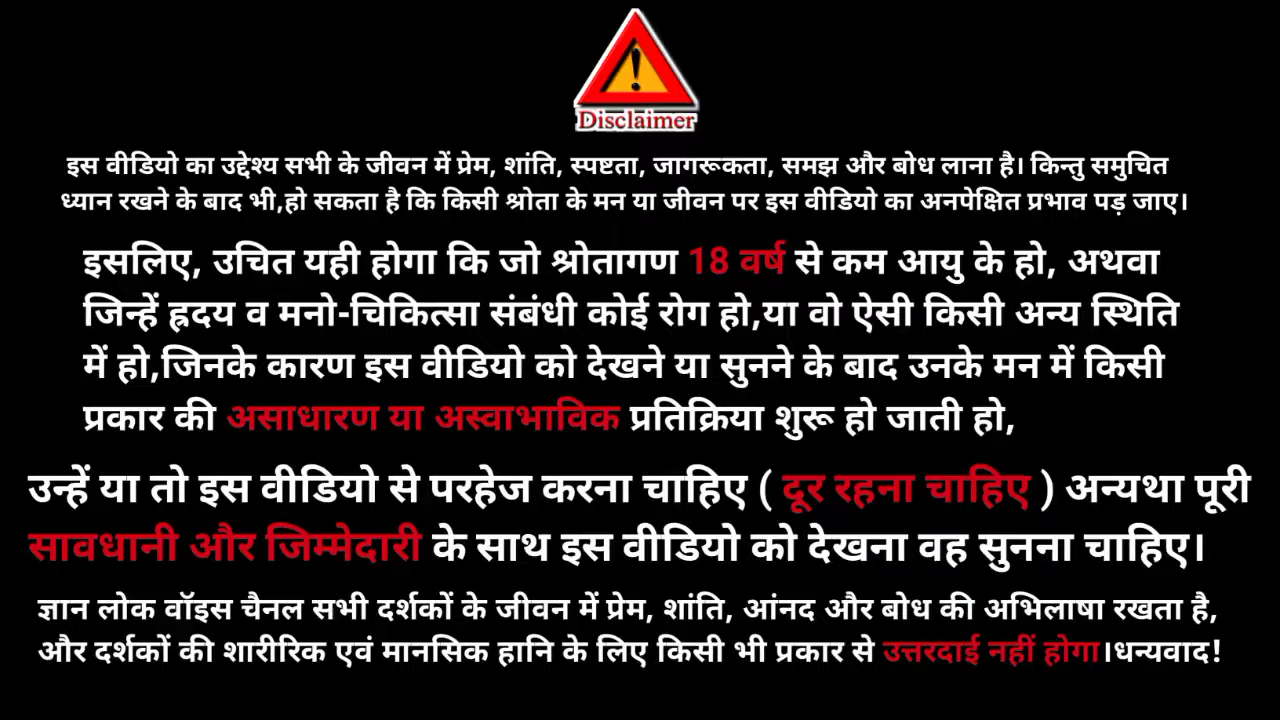 Disclaimer
इस वीडियो का उद्देश्य सभी के जीवन में प्रेम, शांति, स्पष्टता, जागरूकता, समझ और बोध लाना है। किन्तु समुचित
ध्यान रखने के बाद भी,हो सकता है कि किसी श्रोता के मन या जीवन पर इस वीडियो का अनपेक्षित प्रभाव पड़ जाए।
इसलिए, उचित यही होगा कि जो श्रोतागण 18 वर्ष से कम आयु के हो, अथवा
जिन्हें ह्रदय व मनो-चिकित्सा संबंधी कोई रोग हो,या वो ऐसी किसी अन्य स्थिति
में हो,जिनके कारण इस वीडियो को देखने या सुनने के बाद उनके मन में किसी
प्रकार की असाधारण या अस्वाभाविक प्रतिक्रिया शुरू हो जाती हो,
उन्हें या तो इस वीडियो से परहेज करना चाहिए ( दूर रहना चाहिए ) अन्यथा पूरी
सावधानी और जिम्मेदारी के साथ इस वीडियो को देखना वह सुनना चाहिए।
ज्ञान लोक वॉइस चैनल सभी दर्शकों के जीवन में प्रेम, शांति, आंनद और बोध की अभिलाषा रखता है,
और दर्शकों की शारीरिक एवं मानसिक हानि के लिए किसी भी प्रकार से उत्तरदाई नहीं होगा।धन्यवाद!